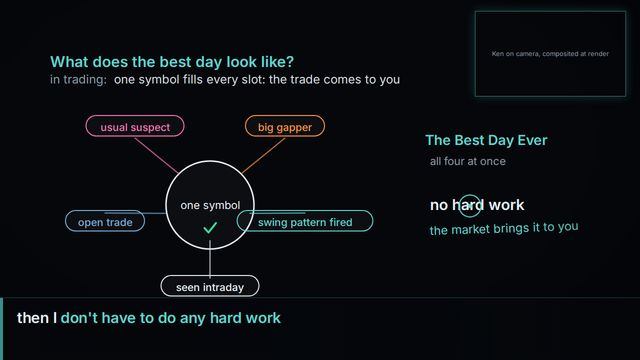 Ken on camera, composited at render
What does the best day look like?
in trading: one symbol fills every slot: the trade comes to you
usual suspect
big gapper
The Best Day Ever
all four at once
one symbol
no hard work
open trade
swing pattern fired
the market brings it to you
seen intraday
then I don't have to do any hard work